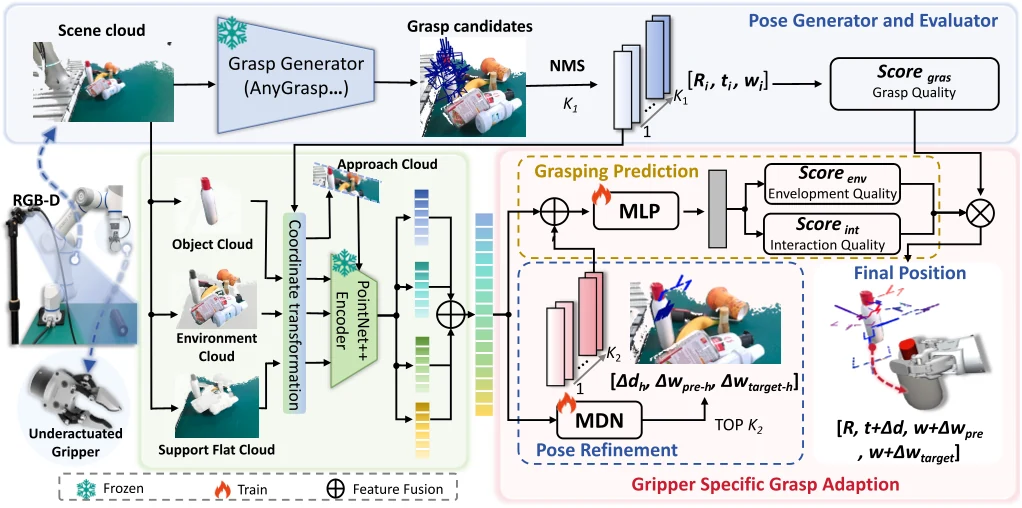 Pose Generator and Evaluator
Scene cloud
Grasp Generator
(AnyGrasp...)
Grasp candidates
NMS
K1
K1
1
[Ri, ti, wi]
Score gras
Grasp Quality
RGB-D
Underactuated
Gripper
Object Cloud
Environment
Cloud
Support Flat Cloud
Coordinate transformation
Approach Cloud
PointNet++
Encoder
Grasping Prediction
MLP
Score env
Envelopment Quality
Score int
Interaction Quality
K2
1
[Δdh, Δwpre-h, Δwtarget-h]
MDN
TOP K2
Pose Refinement
Final Position
[R, t+Δd, w+Δwpre
, w+Δwtarget]
Gripper Specific Grasp Adaption
Frozen
Train
Feature Fusion